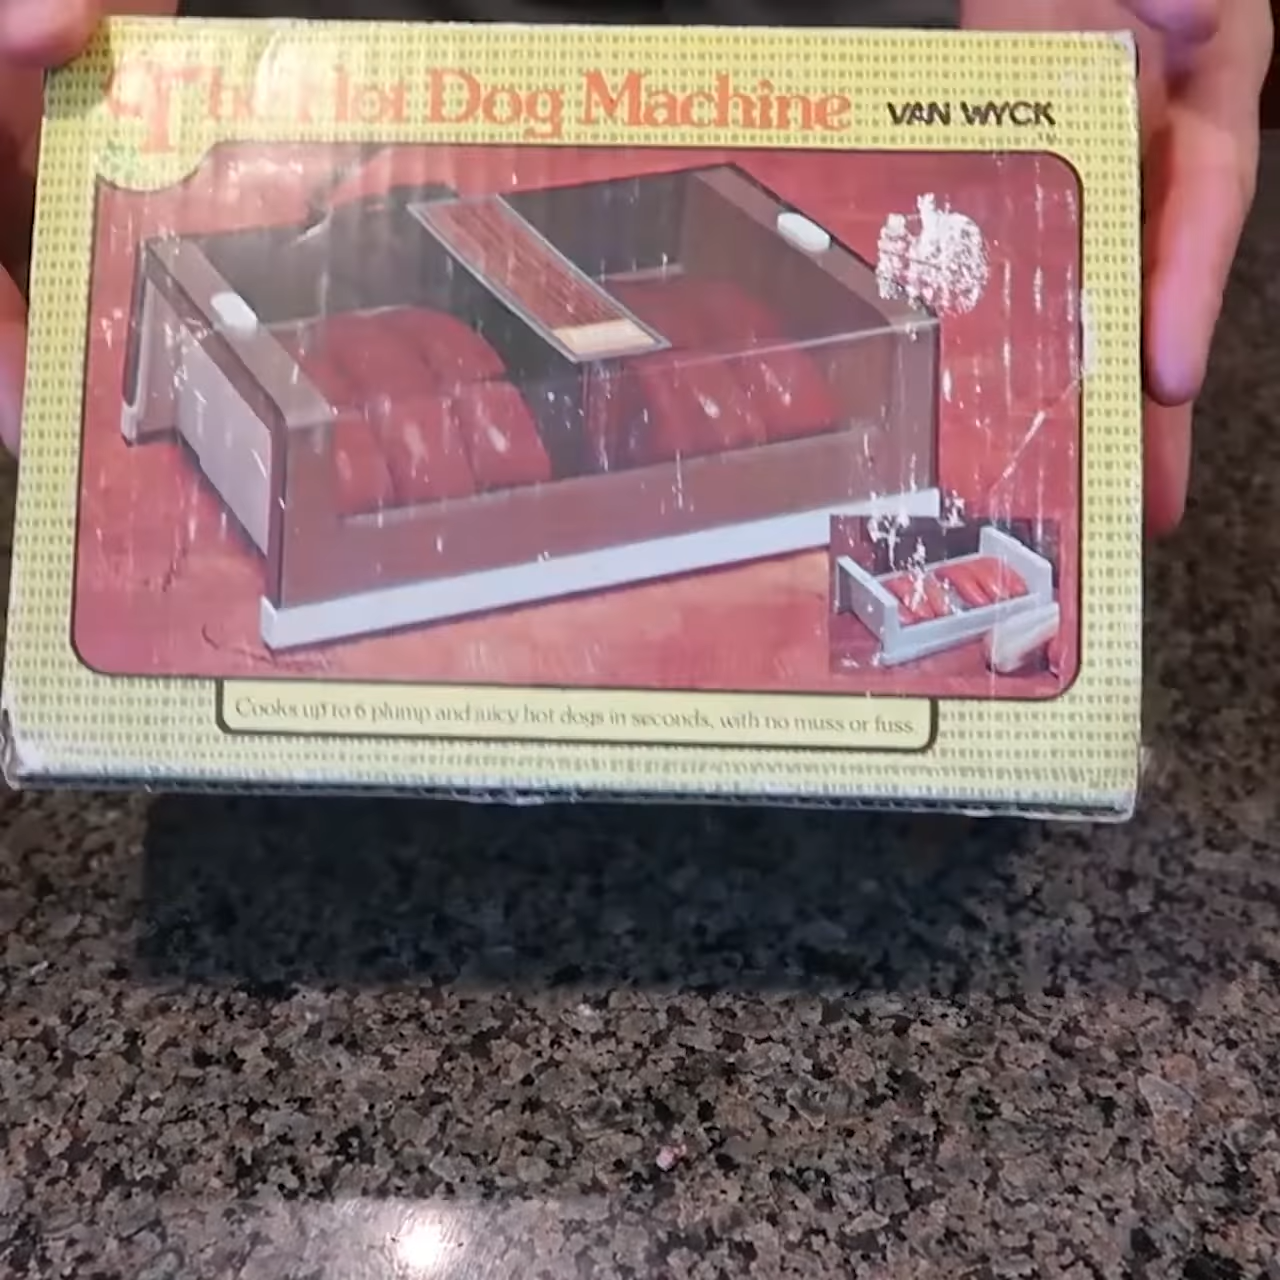 The Hot Dog Machine VAN WYCK
Cooks up to 6 plump and juicy hot dogs in seconds, with no muss or fuss